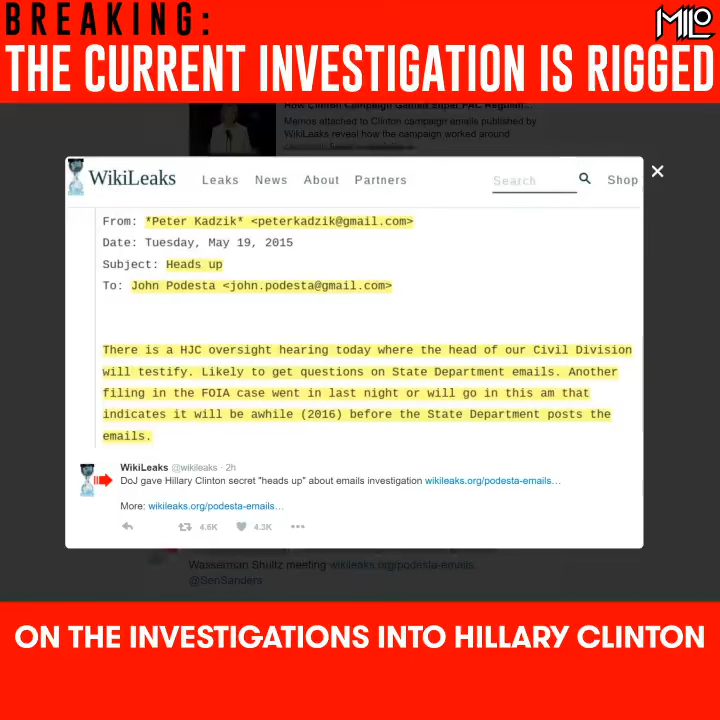 BREAKING:
MILO
THE CURRENT INVESTIGATION IS RIGGED
How Clinton Campaign Gamed Super PAC Regulati...
Memos attached to Clinton campaign emails published by
WikiLeaks reveal how the campaign worked around
WikiLeaks Leaks News About Partners Search Shop
From: *Peter Kadzik* <peterkadzik@gmail.com>
Date: Tuesday, May 19, 2015
Subject: Heads up
To: John Podesta <john.podesta@gmail.com>
There is a HJC oversight hearing today where the head of our Civil Division
will testify. Likely to get questions on State Department emails. Another
filing in the FOIA case went in last night or will go in this am that
indicates it will be awhile (2016) before the State Department posts the
emails.
WikiLeaks @wikileaks · 2h
DoJ gave Hillary Clinton secret "heads up" about emails investigation wikileaks.org/podesta-emails…
More: wikileaks.org/podesta-emails…
4.6K 4.3K
Wasserman Shultz meeting wikileaks.org/podesta-emails.
@SenSanders
ON THE INVESTIGATIONS INTO HILLARY CLINTON